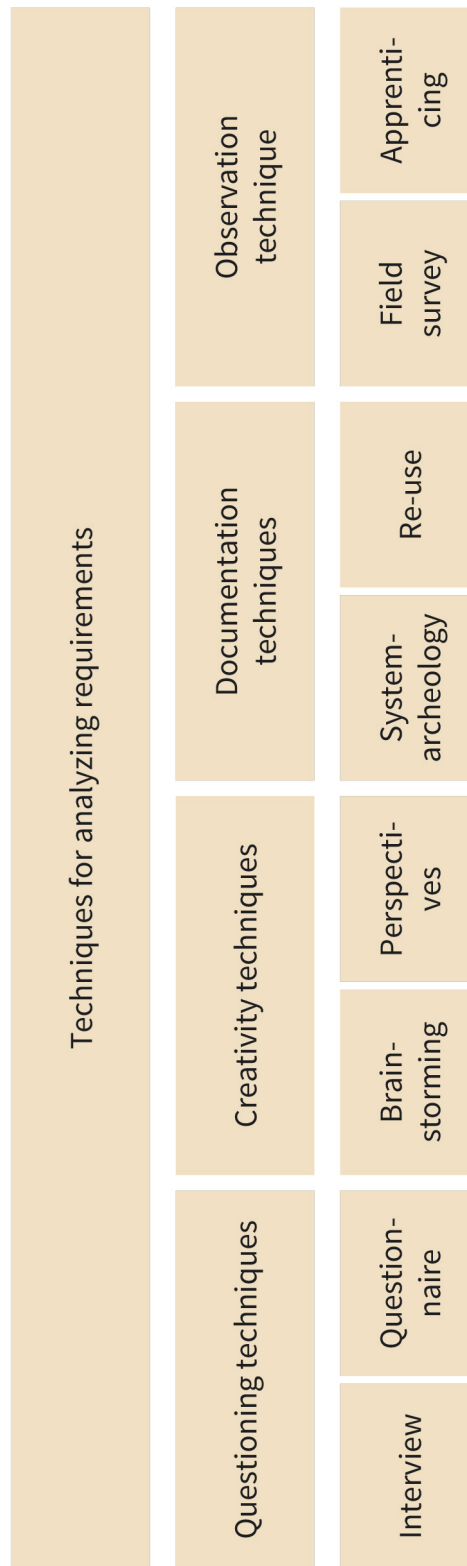 Techniques for analyzing requirements
Questioning techniques
Creativity techniques
Documentation
techniques
Observation
technique
Interview
Question-
naire
Brain-
storming
Perspecti-
ves
System-
archeology
Re-use
Field
survey
Apprenti-
cing